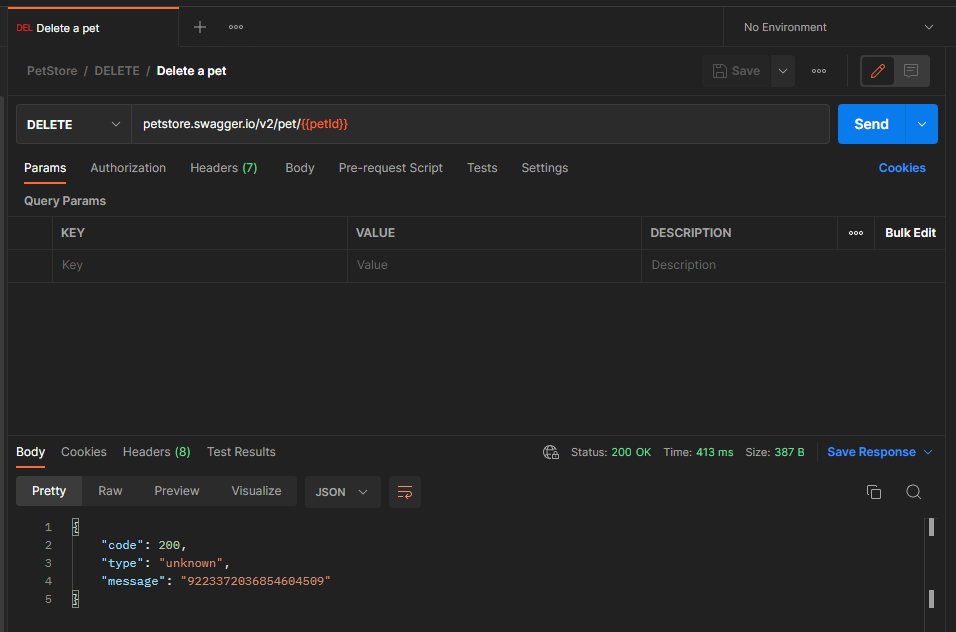 DEL Delete a pet
No Environment
PetStore / DELETE / Delete a pet
Save
DELETE petstore.swagger.io/v2/pet/{{petId}} Send
Params Authorization Headers (7) Body Pre-request Script Tests Settings Cookies
Query Params
KEY VALUE DESCRIPTION Bulk Edit
Key Value Description
Body Cookies Headers (8) Test Results Status: 200 OK Time: 413 ms Size: 387 B Save Response
Pretty Raw Preview Visualize JSON
1 {
2 "code": 200,
3 "type": "unknown",
4 "message": "9223372036854604509"
5 }